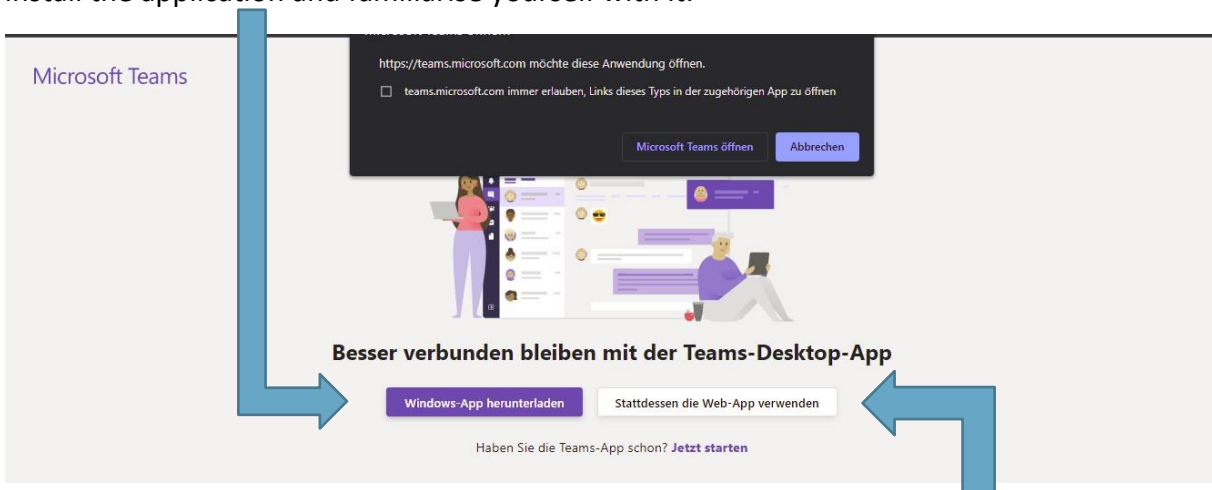 install the application and familiarise yourself with it.
Microsoft Teams öffnen?
https://teams.microsoft.com möchte diese Anwendung öffnen.
teams.microsoft.com immer erlauben, Links dieses Typs in der zugehörigen App zu öffnen
Microsoft Teams öffnen
Abbrechen
Microsoft Teams
Besser verbunden bleiben mit der Teams-Desktop-App
Windows-App herunterladen
Stattdessen die Web-App verwenden
Haben Sie die Teams-App schon? Jetzt starten